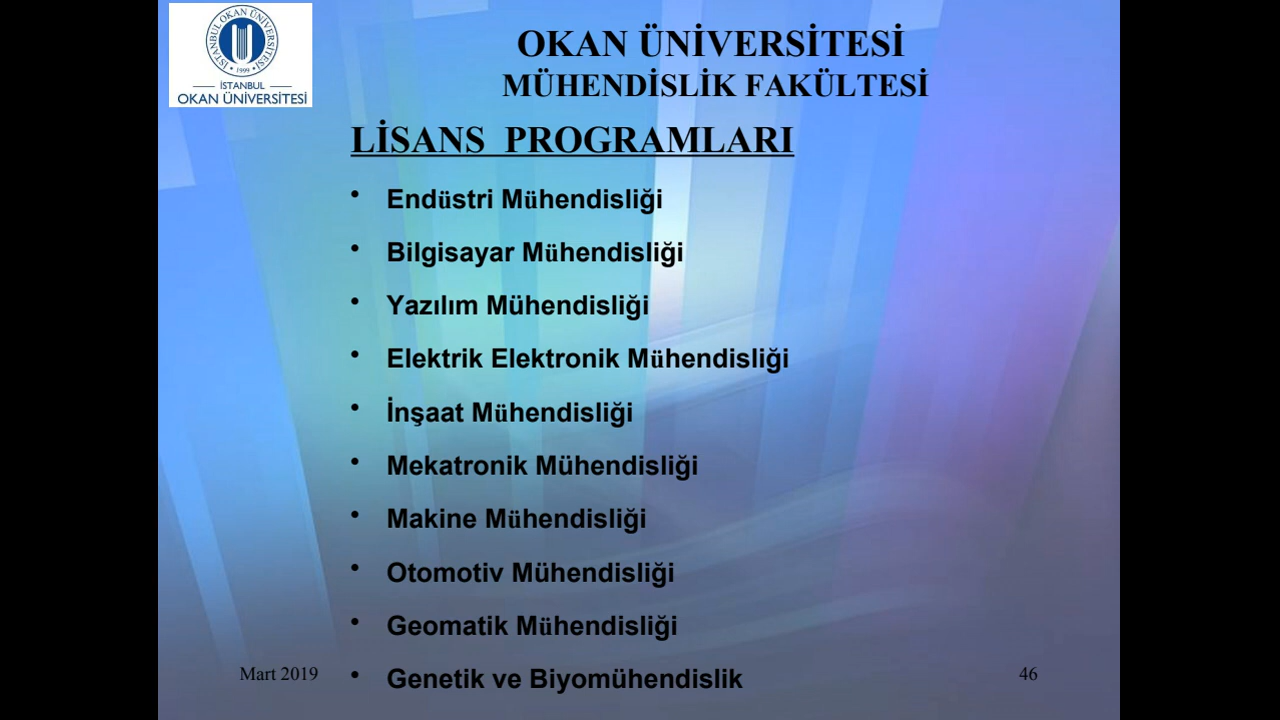 İSTANBUL OKAN ÜNİVERSİTESİ
• 1999 •
İSTANBUL
OKAN ÜNİVERSİTESİ
OKAN ÜNİVERSİTESİ
MÜHENDİSLİK FAKÜLTESİ
LİSANS PROGRAMLARI
• Endüstri Mühendisliği
• Bilgisayar Mühendisliği
• Yazılım Mühendisliği
• Elektrik Elektronik Mühendisliği
• İnşaat Mühendisliği
• Mekatronik Mühendisliği
• Makine Mühendisliği
• Otomotiv Mühendisliği
• Geomatik Mühendisliği
• Genetik ve Biyomühendislik
Mart 2019
46